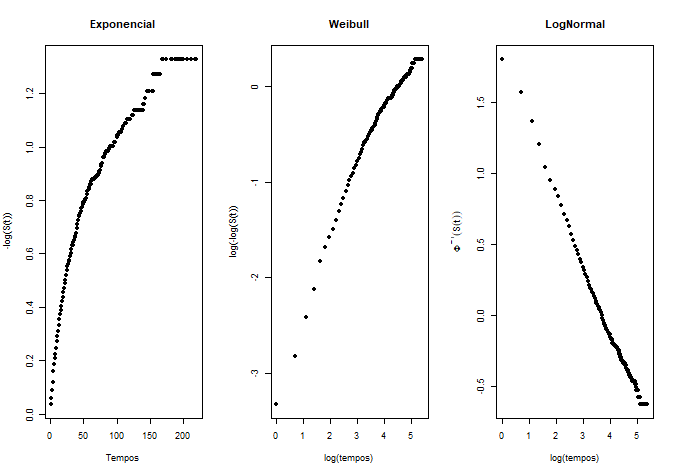 Exponencial
-log(S(t))
0.0 0.2 0.4 0.6 0.8 1.0 1.2
0 50 100 150 200
Tempos
Weibull
log(-log(S(t)))
-3 -2 -1 0
0 1 2 3 4 5
log(tempos)
LogNormal
Φ⁻¹(S(t))
-0.5 0.0 0.5 1.0 1.5
0 1 2 3 4 5
log(tempos)